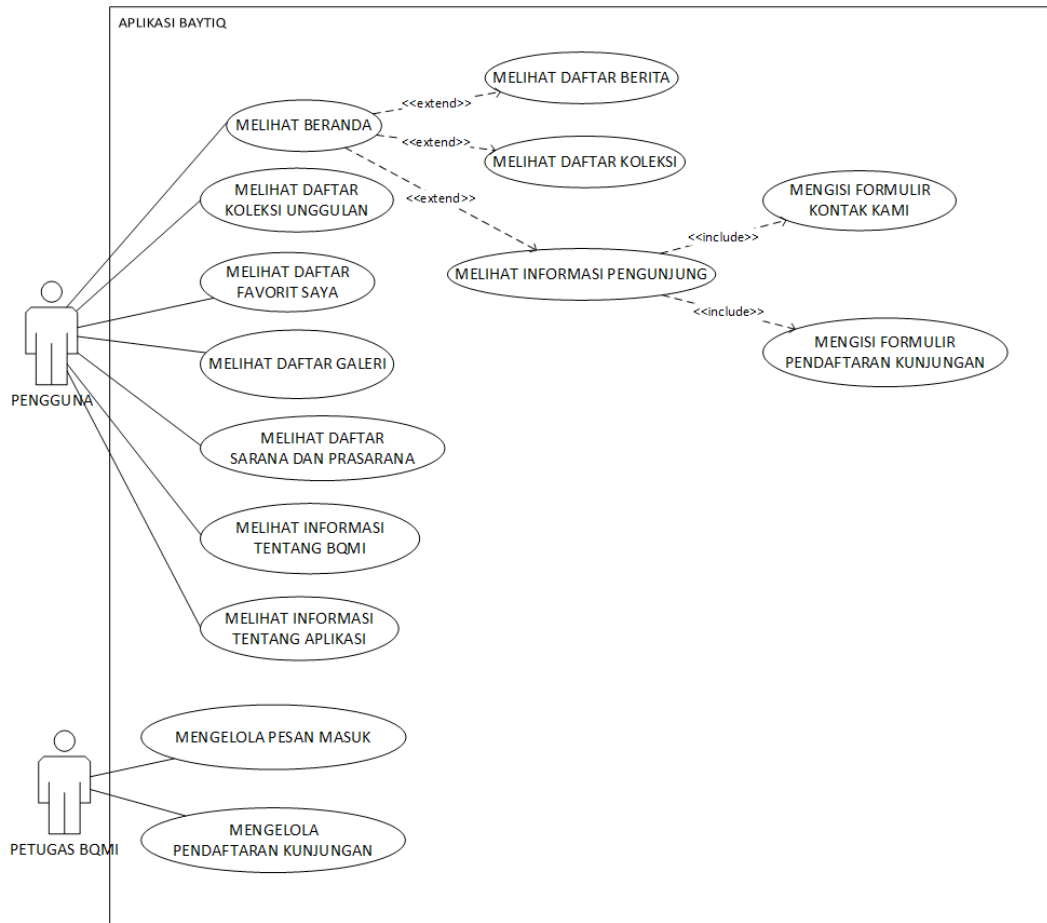 APLIKASI BAYTIQ
MELIHAT DAFTAR BERITA
<<extend>>
MELIHAT BERANDA
<<extend>>
MELIHAT DAFTAR KOLEKSI
MELIHAT DAFTAR
KOLEKSI UNGGULAN
<<extend>>
MENGISI FORMULIR
KONTAK KAMI
<<include>>
MELIHAT INFORMASI PENGUNJUNG
MELIHAT DAFTAR
FAVORIT SAYA
<<include>>
MENGISI FORMULIR
PENDAFTARAN KUNJUNGAN
MELIHAT DAFTAR GALERI
PENGGUNA
MELIHAT DAFTAR
SARANA DAN PRASARANA
MELIHAT INFORMASI
TENTANG BQMI
MELIHAT INFORMASI
TENTANG APLIKASI
MENGELOLA PESAN MASUK
MENGELOLA
PENDAFTARAN KUNJUNGAN
PETUGAS BQMI